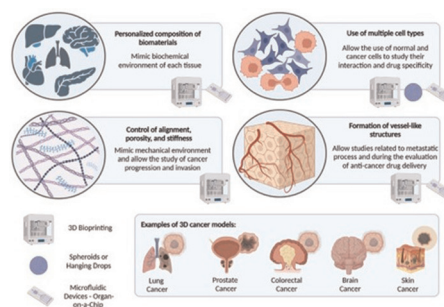 Personalized composition of
biomaterials
Mimic biochemical
environment of each tissue
Use of multiple cell types
Allow the use of normal and
cancer cells to study their
interaction and drug specificity
Control of alignment,
porosity, and stiffness
Mimic mechanical environment
and allow the study of cancer
progression and invasion
Formation of vessel-like
structures
Allow studies related to metastatic
process and during the evaluation
of anti-cancer drug delivery
3D Bioprinting
Spheroids or
Hanging Drops
Microfluidic
Devices - Organ-
on-a-Chip
Examples of 3D cancer models:
Lung
Cancer
Prostate
Cancer
Colorectal
Cancer
Brain
Cancer
Skin
Cancer